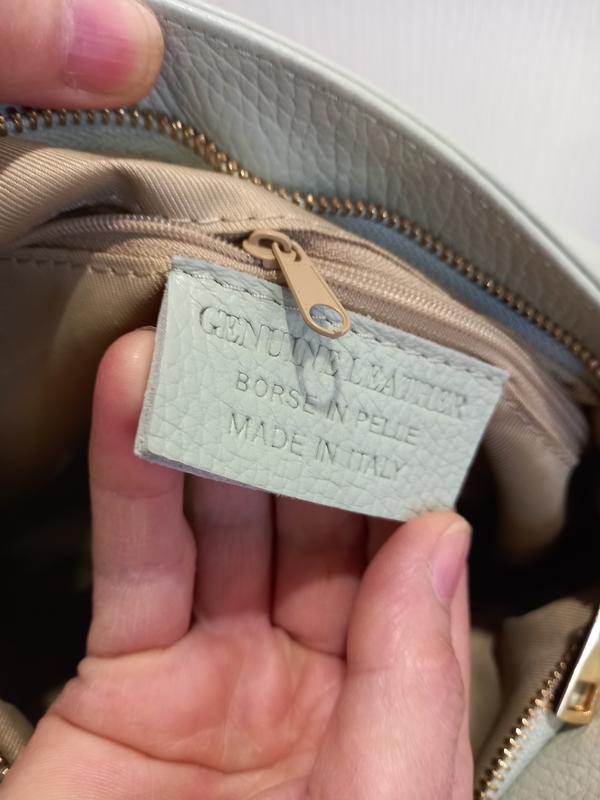 GENUINE LEATHER
BORSE IN PELLE
MADE IN ITALY